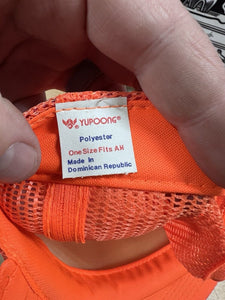 YUPOONG®
Polyester
One Size Fits All
Made in
Dominican Republic